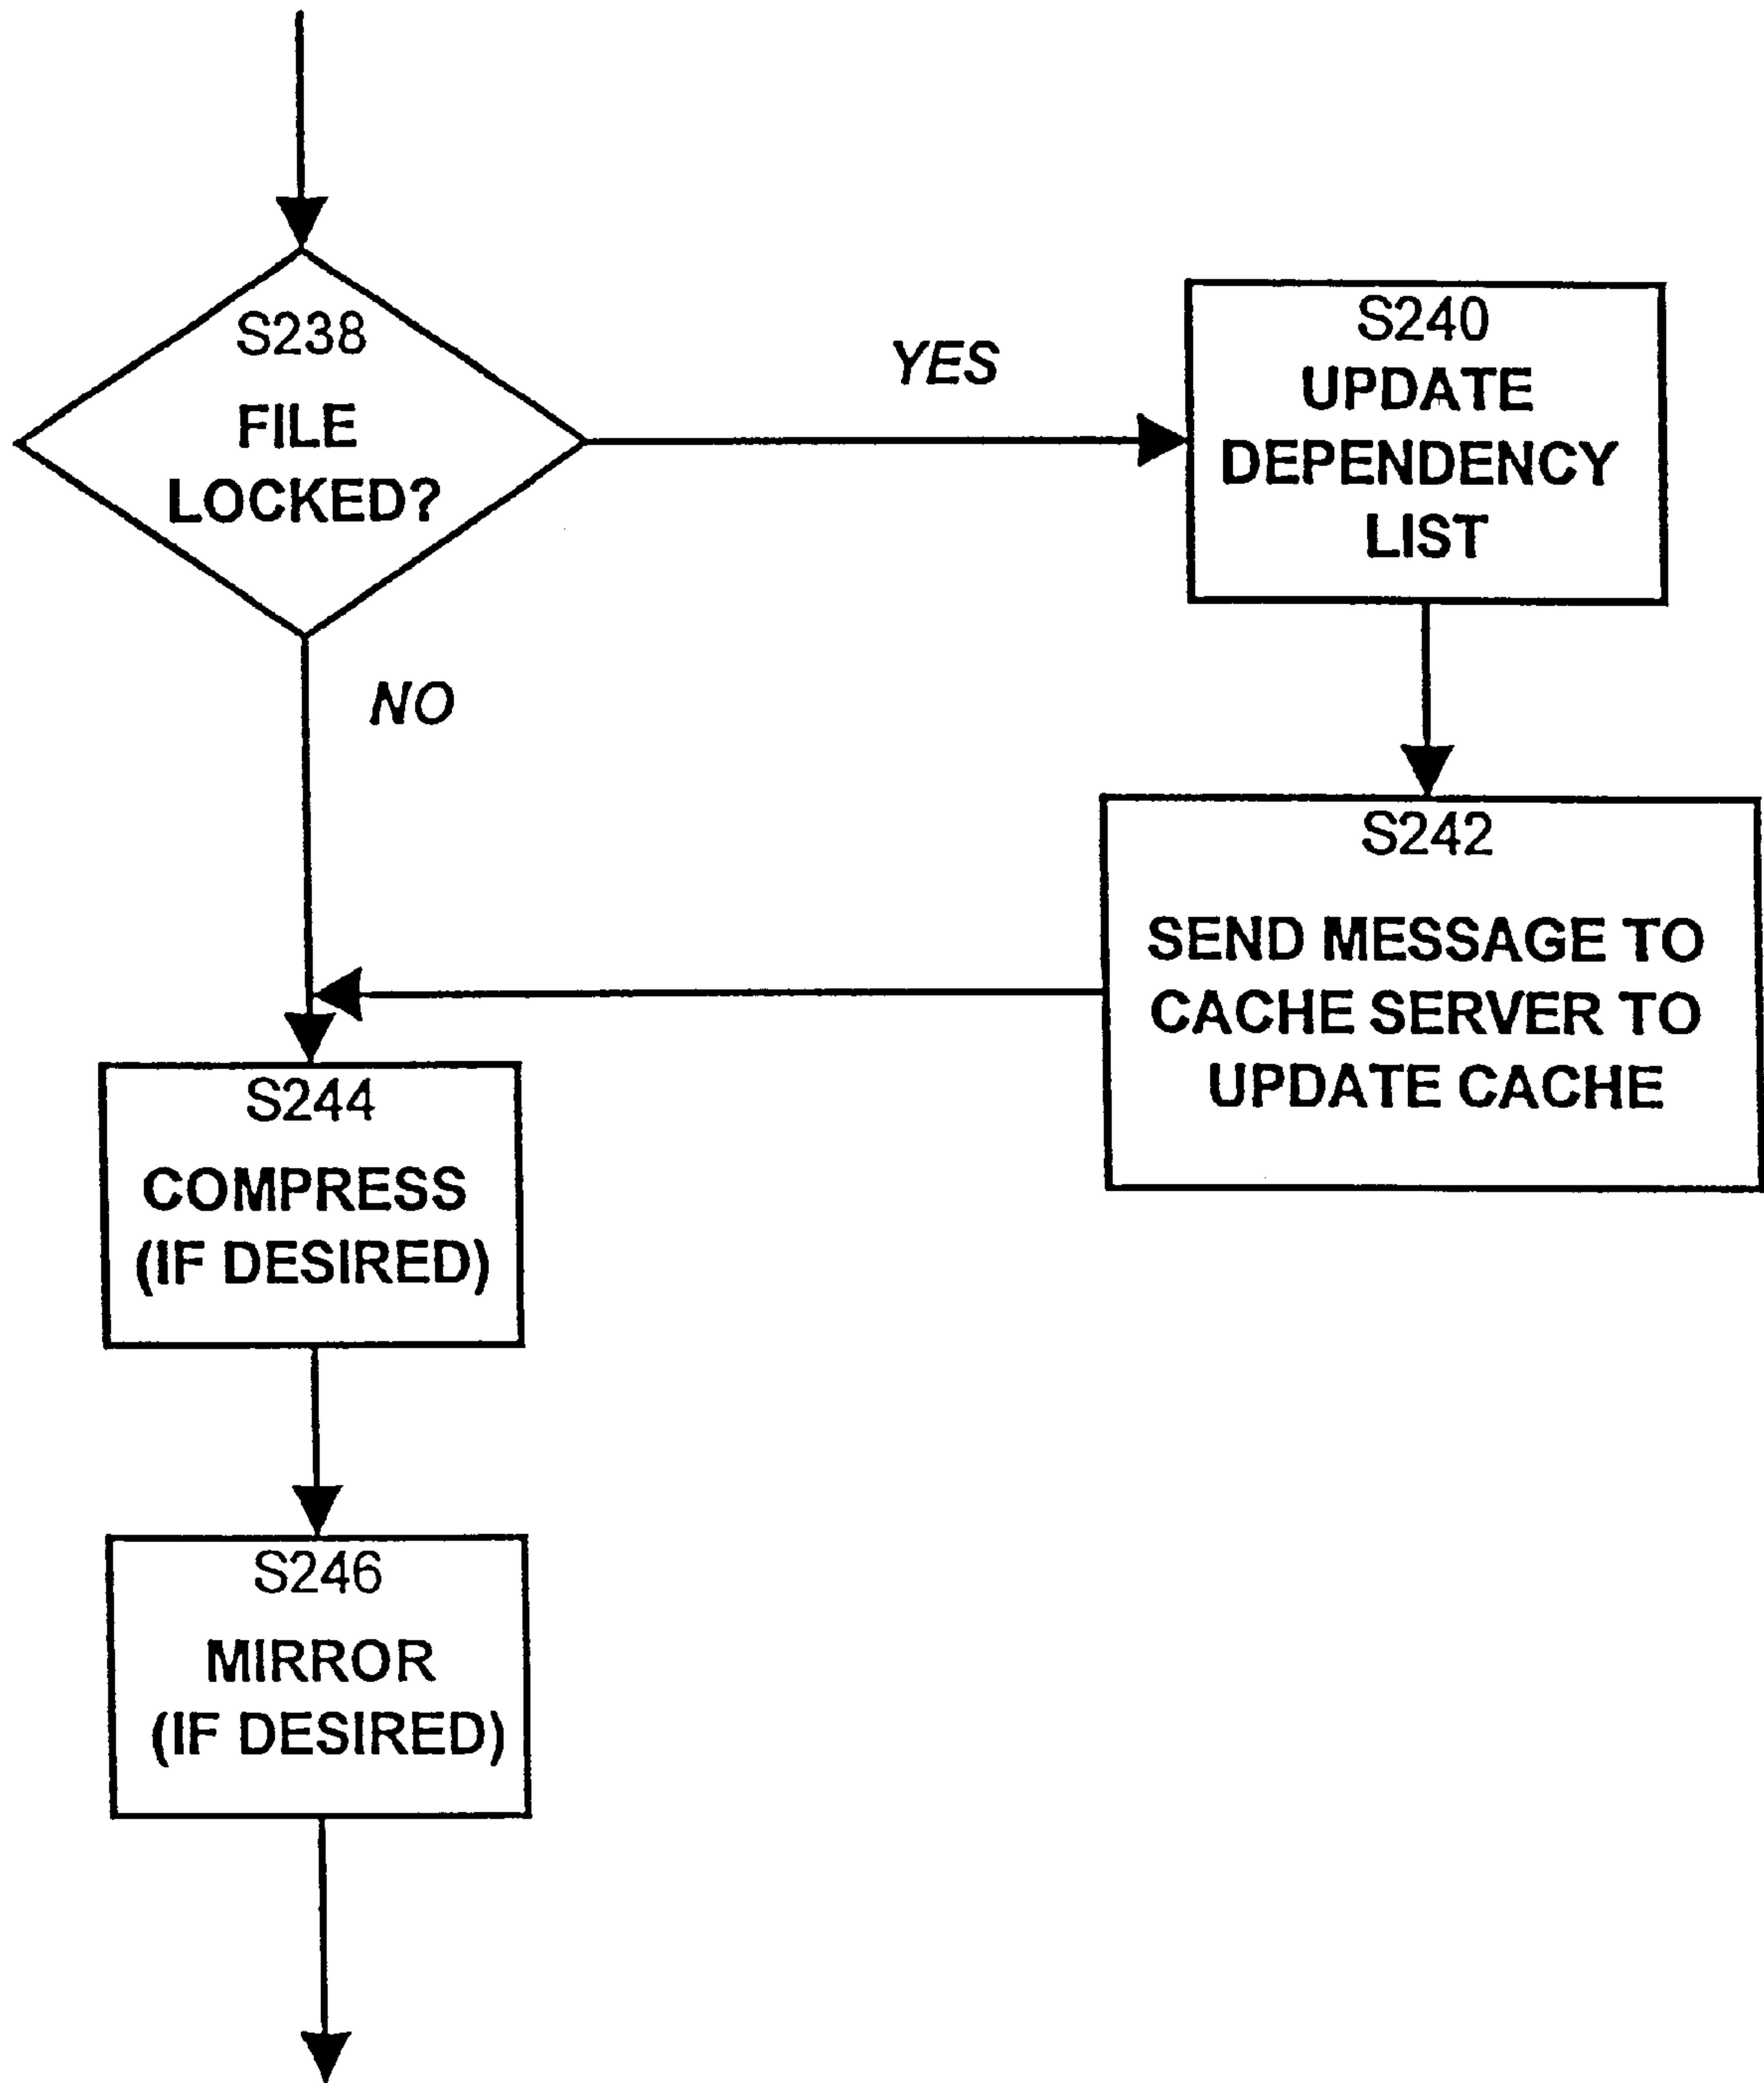 S238
FILE
LOCKED?
YES
S240
UPDATE
DEPENDENCY
LIST
NO
S242
SEND MESSAGE TO
CACHE SERVER TO
UPDATE CACHE
S244
COMPRESS
(IF DESIRED)
S246
MIRROR
(IF DESIRED)